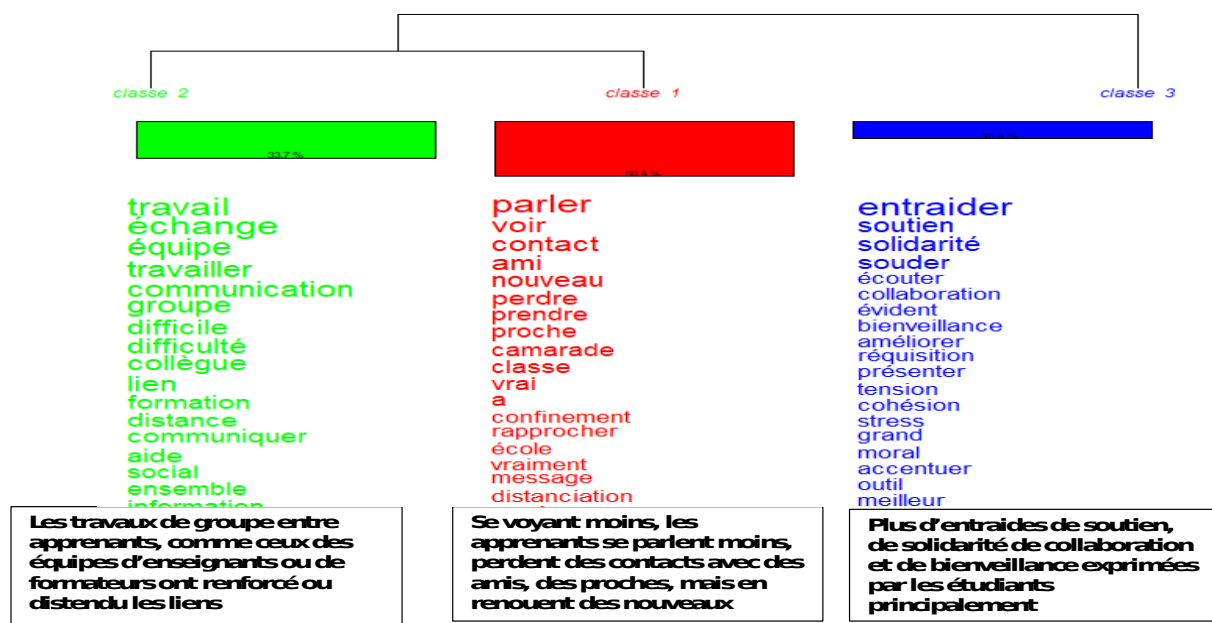 classe 2
classe 1
classe 3
33.7 %
50.9 %
travail
échange
équipe
travailler
communication
groupe
difficile
difficulté
collègue
lien
formation
distance
communiquer
aide
social
ensemble
information
parler
voir
contact
ami
nouveau
perdre
prendre
proche
camarade
classe
vrai
a
confinement
rapprocher
école
vraiment
message
distanciation
entraider
soutien
solidarité
souder
écouter
collaboration
évident
bienveillance
améliorer
réquisition
présenter
tension
cohésion
stress
grand
moral
accentuer
outil
meilleur
Les travaux de groupe entre
apprenants, comme ceux des
équipes d'enseignants ou de
formateurs ont renforcé ou
distendu les liens
Se voyant moins, les
apprenants se parlent moins,
perdent des contacts avec des
amis, des proches, mais en
renouent des nouveaux
Plus d'entraides de soutien,
de solidarité de collaboration
et de bienveillance exprimées
par les étudiants
principalement